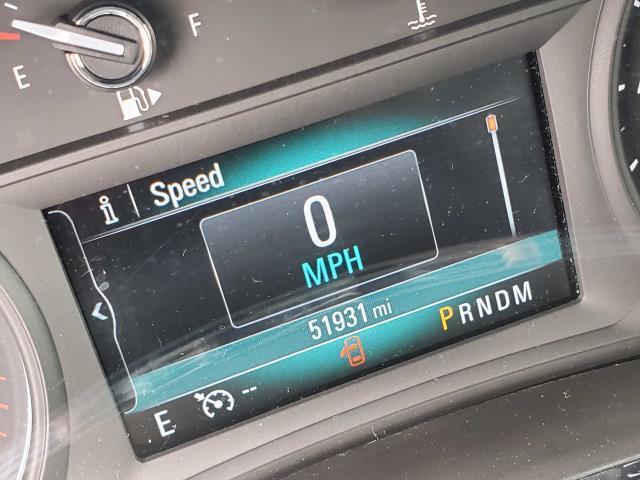 F
E
i Speed
0
MPH
51931 mi
PRNDM
E --